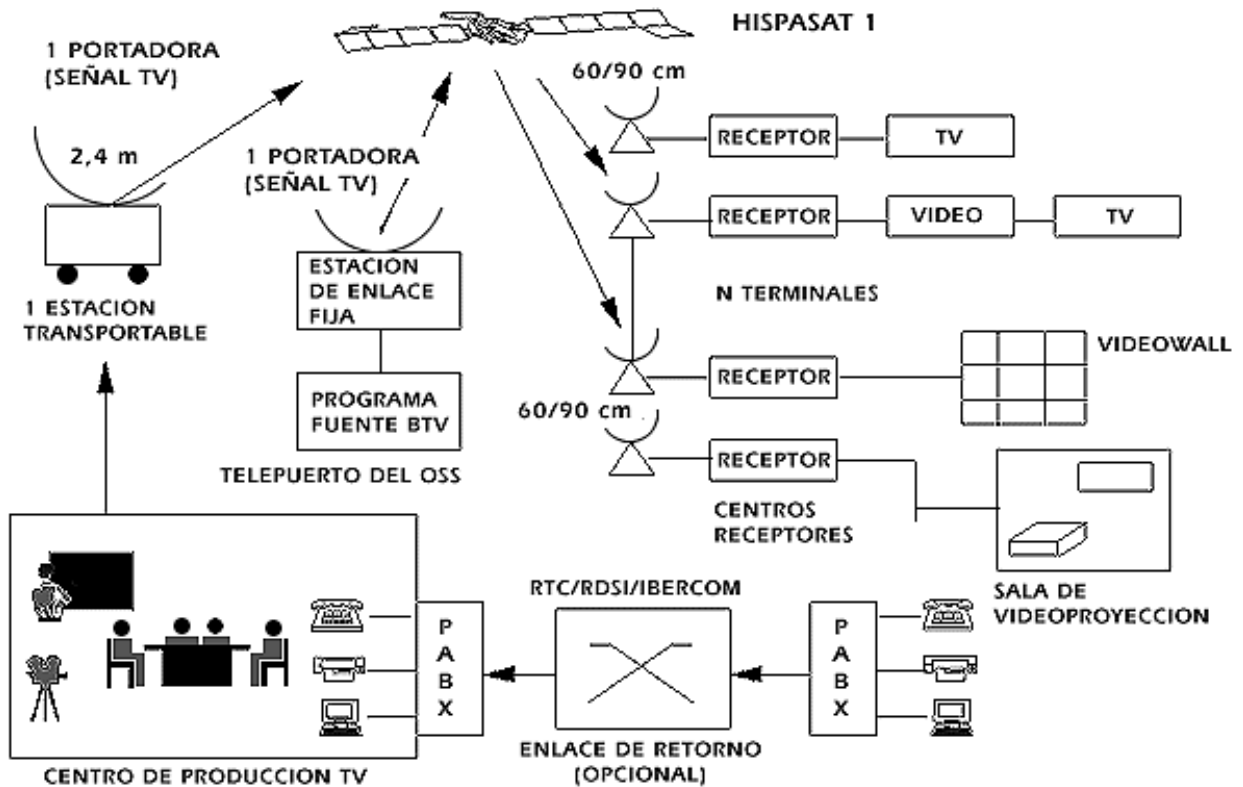 HISPASAT 1
1 PORTADORA
(SEÑAL TV)
60/90 cm
2,4 m
1 PORTADORA
(SEÑAL TV)
RECEPTOR
TV
RECEPTOR
VIDEO
TV
ESTACION
DE ENLACE
FIJA
N TERMINALES
1 ESTACION
TRANSPORTABLE
VIDEOWALL
RECEPTOR
PROGRAMA
FUENTE BTV
60/90 cm
TELEPUERTO DEL OSS
RECEPTOR
CENTROS
RECEPTORES
SALA DE
VIDEOPROYECCION
RTC/RDSI/IBERCOM
P
A
B
X
P
A
B
X
ENLACE DE RETORNO
(OPCIONAL)
CENTRO DE PRODUCCION TV